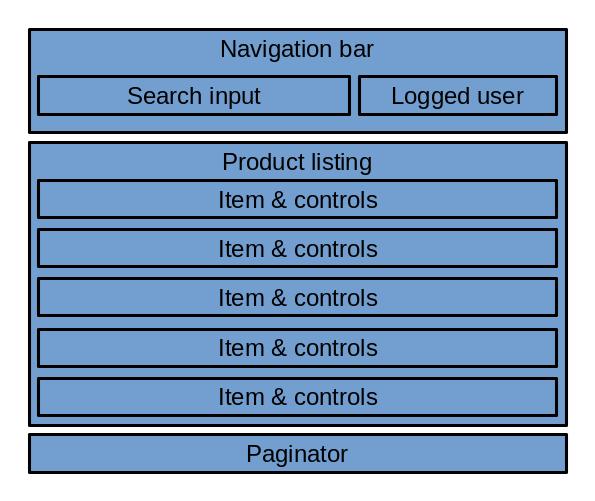 Navigation bar
Search input
Logged user
Product listing
Item & controls
Item & controls
Item & controls
Item & controls
Item & controls
Paginator